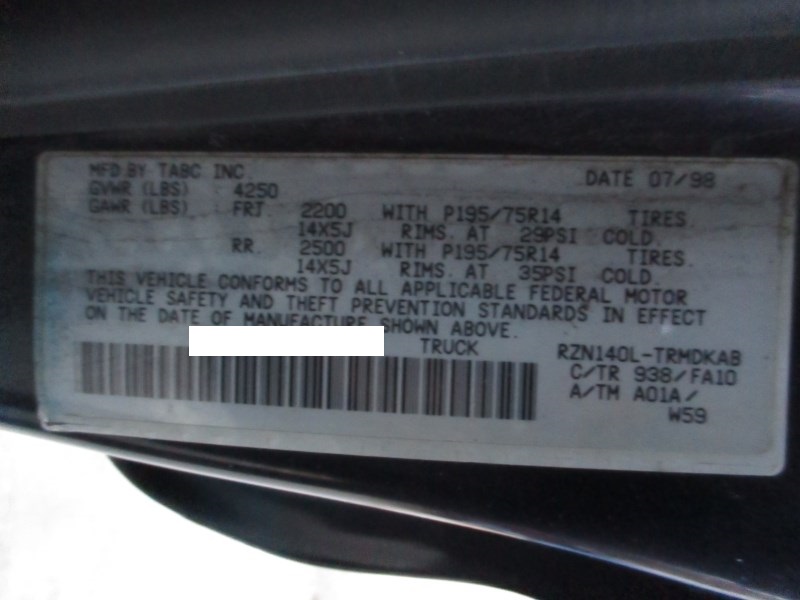 MFD.BY TABC INC. DATE 07/98
GVWR (LBS) : 4250
GAWR (LBS) : FRT. 2200 WITH P195/75R14 TIRES.
14X5J RIMS. AT 29PSI COLD.
RR. 2500 WITH P195/75R14 TIRES.
14X5J RIMS. AT 35PSI COLD.
THIS VEHICLE CONFORMS TO ALL APPLICABLE FEDERAL MOTOR
VEHICLE SAFETY AND THEFT PREVENTION STANDARDS IN EFFECT
ON THE DATE OF MANUFACTURE SHOWN ABOVE.
TRUCK RZN140L-TRMDKAB
C/TR 938/FA10
A/TM A01A/
W59